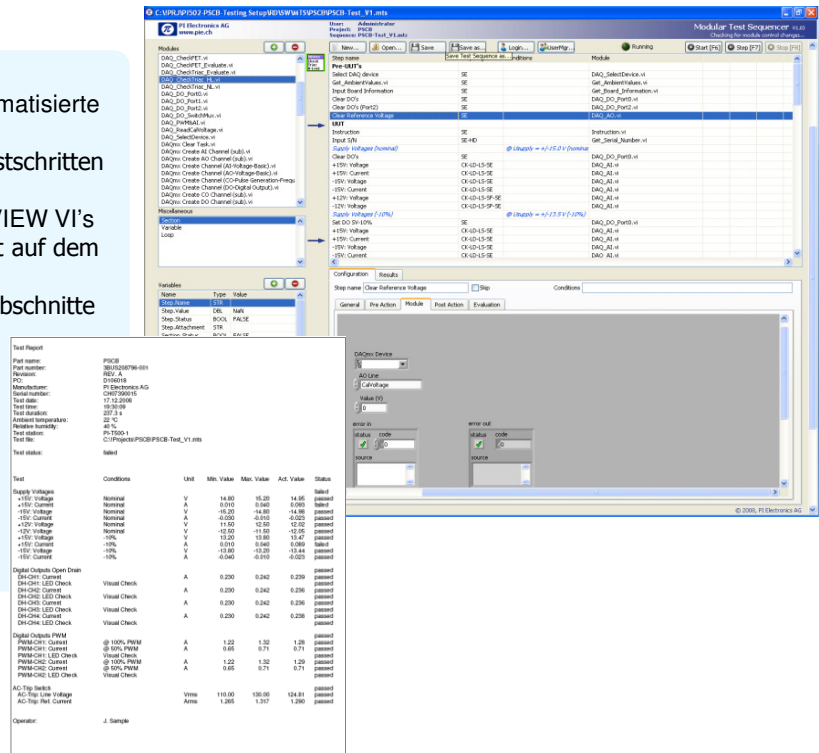 matisierte
stschritten
VIEW VI's
t auf dem
bschnitte
C:\!PRJ\PJ502-PSCB-Testing Setup\RD\SW\MTS\PSCB\PSCB-Test_V1.mts
PI Electronics AG
www.pie.ch
User: Administrator
Project: PSCB
Sequence: PSCB-Test_V1.mts
Modular Test Sequencer
Checking for module control changes...
Modules
DAQ_CheckFET.vi
DAQ_CheckFET_Evaluate.vi
DAQ_CheckTriac_Evaluate.vi
DAQ_CheckTriac_HL.vi
DAQ_CheckTriac_NL.vi
DAQ_DO_Port0.vi
DAQ_DO_Port1.vi
DAQ_DO_Port2.vi
DAQ_DO_SwitchMux.vi
DAQ_PWMbAI.vi
DAQ_ReadCalVoltage.vi
DAQ_SelectDevice.vi
DAQmx Clear Task.vi
DAQmx Create AI Channel (sub).vi
DAQmx Create AO Channel (sub).vi
DAQmx Create Channel (AI-Voltage-Basic).vi
DAQmx Create Channel (AO-Voltage-Basic).vi
DAQmx Create Channel (CO-Pulse Generation-Frequ
DAQmx Create Channel (DO-Digital Output).vi
DAQmx Create CO Channel (sub).vi
DAQmx Create DO Channel (sub).vi
Miscellaneous
Section
Variable
Loop
Variables
Name Type Value
Step.Name STR
Step.Value DBL NaN
Step.Status BOOL FALSE
Step.Attachment STR
Section.Status BOOL FALSE
New... Open... Save Save as... Login... UserMgr... Running Start [F6] Stop [F7] Stop [F8]
Save Test Sequence as...
Step name nditions Module
Pre-UUT's
Select DAQ device SE DAQ_SelectDevice.vi
Get_AmbientValues.vi SE Get_AmbientValues.vi
Input Board Information SE Get_Board_Information.vi
Clear DO's SE DAQ_DO_Port0.vi
Clear DO's (Port2) SE DAQ_DO_Port2.vi
Clear Reference Voltage SE DAQ_AO.vi
UUT
Instruction SE Instruction.vi
Input S/N SE-HD Get_Serial_Number.vi
Supply Voltages (nominal) @ Usupply = +/-15.0 V (nominal
Clear DO's SE DAQ_DO_Port0.vi
+15V: Voltage CK-LO-LS-SE DAQ_AI.vi
+15V: Current CK-LO-LS-SE DAQ_AI.vi
-15V: Voltage CK-LO-LS-SE DAQ_AI.vi
-15V: Current CK-LO-LS-SE DAQ_AI.vi
+12V: Voltage CK-LO-LS-SP-SE DAQ_AI.vi
-12V: Voltage CK-LO-LS-SP-SE DAQ_AI.vi
Supply Voltages (-10%) @ Usupply = +/-13.5 V (-10%)
Set DO SV-10% SE DAQ_DO_Port0.vi
+15V: Voltage CK-LO-LS-SE DAQ_AI.vi
+15V: Current CK-LO-LS-SE DAQ_AI.vi
-15V: Voltage CK-LO-LS-SE DAQ_AI.vi
-15V: Current CK-LO-LS-SE DAQ_AI.vi
Configuration Results
Step name Clear Reference Voltage Skip Conditions
General Pre Action Module Post Action Evaluation
DAQmx Device
AO Line
CalVoltage
Value (V)
0
error in error out
status code status code
0 0
source source
© 2008, PI Electronics AG
Test Report
Part name: PSCB
Part number: 3BUS208796-001
Revision: REV. A
PO: D106018
Manufacturer: PI Electronics AG
Serial number: CH07390015
Test date: 17.12.2008
Test time: 10:30:09
Test duration: 237.3 s
Ambient temperature: 22 °C
Relative humidity: 40 %
Test station: PI-T500-1
Test file: C:\!Projects\PSCB\PSCB-Test_V1.mts
Test status: failed
Test Conditions Unit Min. Value Max. Value Act. Value Status
Supply Voltages failed
+15V: Voltage Nominal V 14.80 15.20 14.95 passed
+15V: Current Nominal A 0.010 0.040 0.093 failed
-15V: Voltage Nominal V -15.20 -14.80 -14.98 passed
-15V: Current Nominal A -0.030 -0.010 -0.023 passed
+12V: Voltage Nominal V 11.50 12.50 12.02 passed
-12V: Voltage Nominal V -12.50 -11.50 -12.05 passed
+15V: Voltage -10% V 13.20 13.80 13.47 passed
+15V: Current -10% A 0.010 0.040 0.089 failed
-15V: Voltage -10% V -13.80 -13.20 -13.44 passed
-15V: Current -10% A -0.040 -0.010 -0.023 passed
Digital Outputs Open Drain passed
DH-CH1: Current A 0.230 0.242 0.239 passed
DH-CH1: LED Check Visual Check passed
DH-CH2: Current A 0.230 0.242 0.236 passed
DH-CH2: LED Check Visual Check passed
DH-CH3: Current A 0.230 0.242 0.236 passed
DH-CH3: LED Check Visual Check passed
DH-CH4: Current A 0.230 0.242 0.236 passed
DH-CH4: LED Check Visual Check passed
Digital Outputs PWM passed
PWM-CH1: Current @ 100% PWM A 1.22 1.32 1.28 passed
PWM-CH1: Current @ 50% PWM A 0.65 0.71 0.71 passed
PWM-CH1: LED Check Visual Check passed
PWM-CH2: Current @ 100% PWM A 1.22 1.32 1.29 passed
PWM-CH2: Current @ 50% PWM A 0.65 0.71 0.71 passed
PWM-CH2: LED Check Visual Check passed
AC-Trip Switch passed
AC-Trip: Line Voltage Vrms 110.00 130.00 124.81 passed
AC-Trip: Ref. Current Arms 1.265 1.317 1.290 passed
Operator: J. Sample